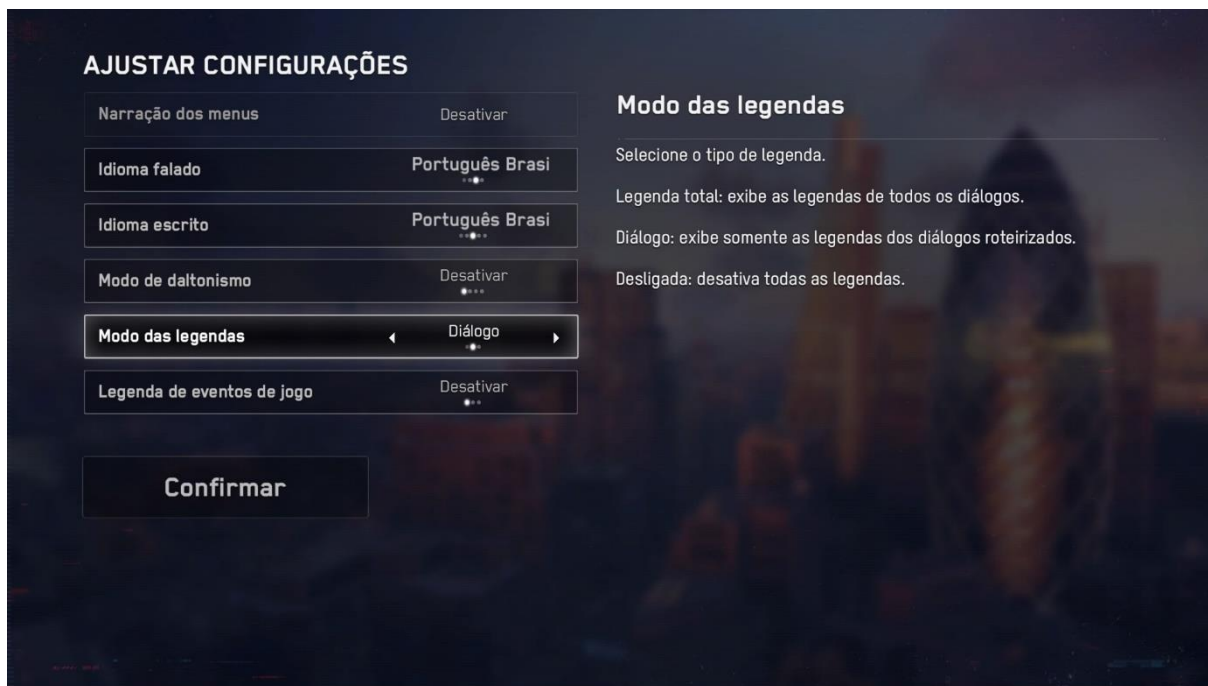 AJUSTAR CONFIGURAÇÕES
Narração dos menus Desativar
Idioma falado Português Brasi
Idioma escrito Português Brasi
Modo de daltonismo Desativar
Modo das legendas Diálogo
Legenda de eventos de jogo Desativar
Confirmar
Modo das legendas
Selecione o tipo de legenda.
Legenda total: exibe as legendas de todos os diálogos.
Diálogo: exibe somente as legendas dos diálogos roteirizados.
Desligada: desativa todas as legendas.